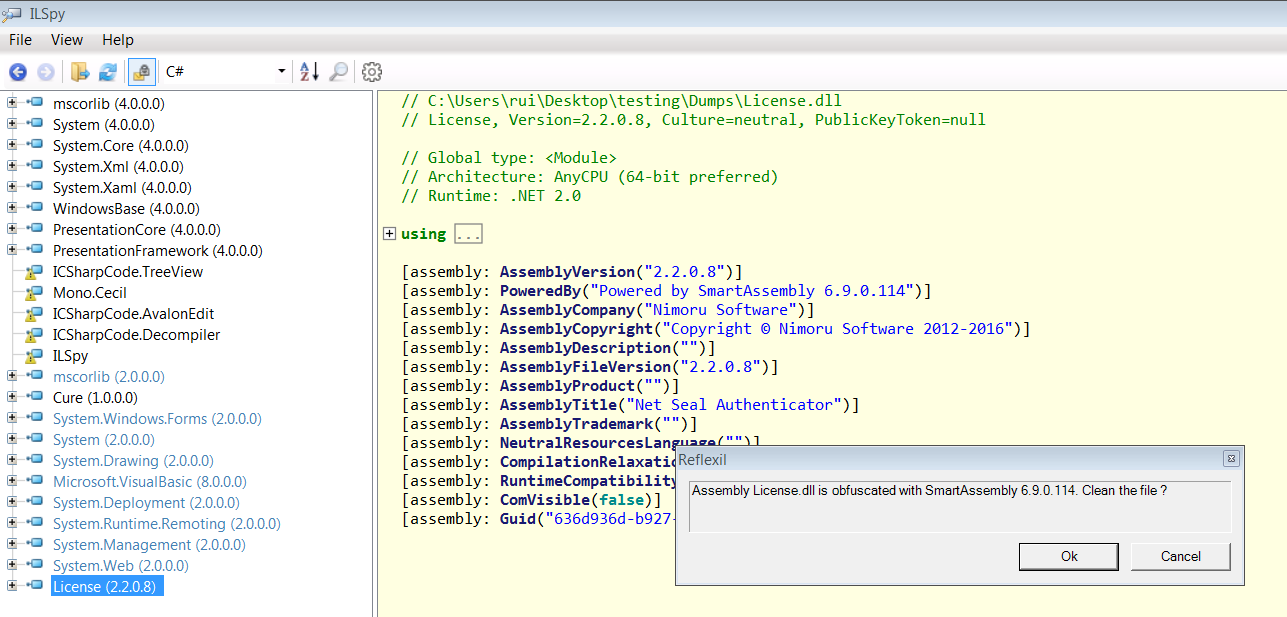 ILSpy
File View Help
C#
mscorlib (4.0.0.0)
System (4.0.0.0)
System.Core (4.0.0.0)
System.Xml (4.0.0.0)
System.Xaml (4.0.0.0)
WindowsBase (4.0.0.0)
PresentationCore (4.0.0.0)
PresentationFramework (4.0.0.0)
ICSharpCode.TreeView
Mono.Cecil
ICSharpCode.AvalonEdit
ICSharpCode.Decompiler
ILSpy
mscorlib (2.0.0.0)
Cure (1.0.0.0)
System.Windows.Forms (2.0.0.0)
System (2.0.0.0)
System.Drawing (2.0.0.0)
Microsoft.VisualBasic (8.0.0.0)
System.Deployment (2.0.0.0)
System.Runtime.Remoting (2.0.0.0)
System.Management (2.0.0.0)
System.Web (2.0.0.0)
License (2.2.0.8)
// C:\Users\rui\Desktop\testing\Dumps\License.dll
// License, Version=2.2.0.8, Culture=neutral, PublicKeyToken=null
// Global type: <Module>
// Architecture: AnyCPU (64-bit preferred)
// Runtime: .NET 2.0
using ...
[assembly: AssemblyVersion("2.2.0.8")]
[assembly: PoweredBy("Powered by SmartAssembly 6.9.0.114")]
[assembly: AssemblyCompany("Nimoru Software")]
[assembly: AssemblyCopyright("Copyright © Nimoru Software 2012-2016")]
[assembly: AssemblyDescription("")]
[assembly: AssemblyFileVersion("2.2.0.8")]
[assembly: AssemblyProduct("")]
[assembly: AssemblyTitle("Net Seal Authenticator")]
[assembly: AssemblyTrademark("")]
[assembly: NeutralResourcesLanguage("")]
[assembly: CompilationRelaxatio
[assembly: RuntimeCompatibility
[assembly: ComVisible(false)]
[assembly: Guid("636d936d-b927-
Reflexil
Assembly License.dll is obfuscated with SmartAssembly 6.9.0.114. Clean the file ?
Ok Cancel